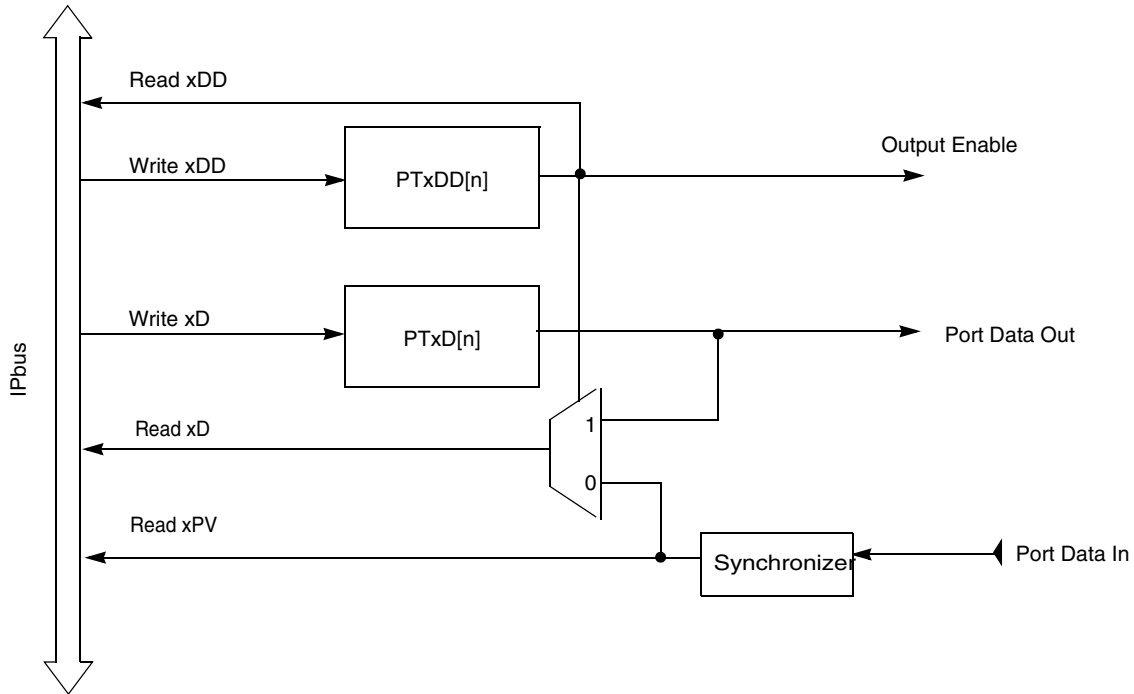 Read xDD
Output Enable
Write xDD
PTxDD[n]
Write xD
PTxD[n]
Port Data Out
IPbus
Read xD
1
0
Read xPV
Synchronizer
Port Data In